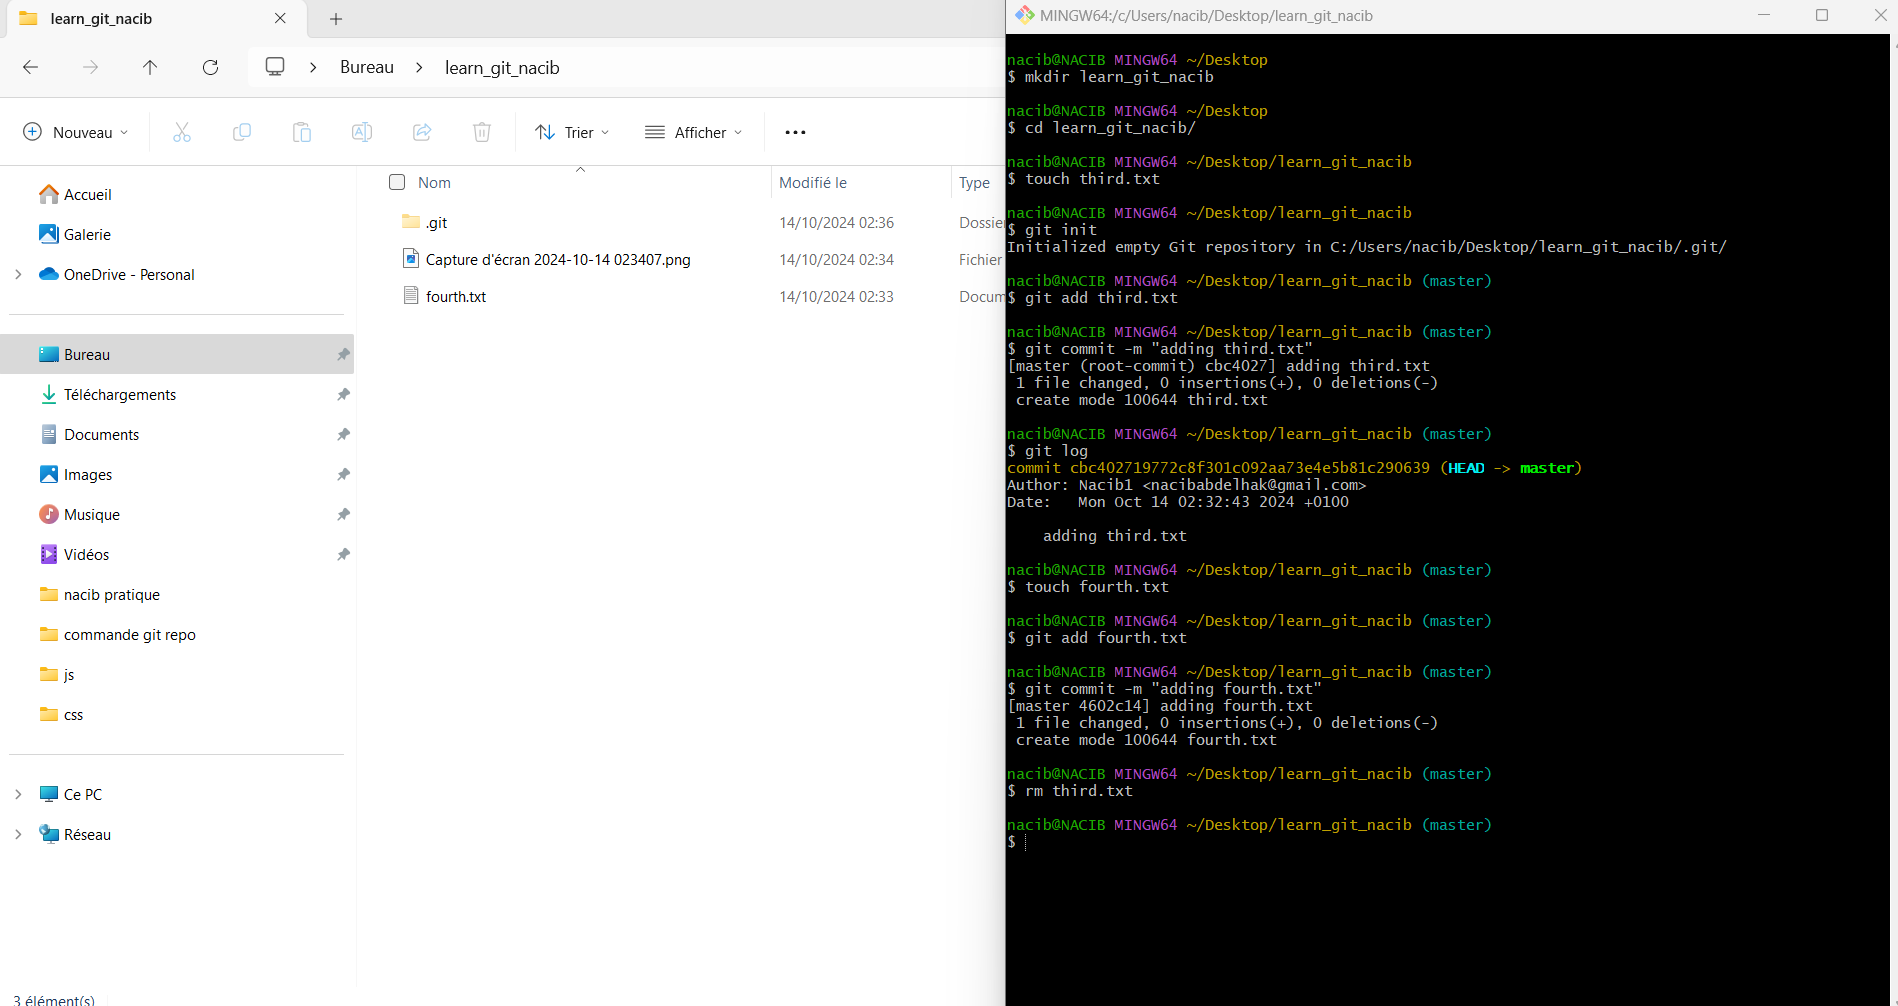 learn_git_nacib
Bureau
learn_git_nacib
Nouveau
Trier
Afficher
Accueil
Galerie
OneDrive - Personal
Bureau
Téléchargements
Documents
Images
Musique
Vidéos
nacib pratique
commande git repo
js
css
Ce PC
Réseau
3 élément(s)
Nom Modifié le Type
.git 14/10/2024 02:36 Dossier
Capture d'écran 2024-10-14 023407.png 14/10/2024 02:34 Fichier
fourth.txt 14/10/2024 02:33 Docum
MINGW64:/c/Users/nacib/Desktop/learn_git_nacib
nacib@NACIB MINGW64 ~/Desktop
$ mkdir learn_git_nacib
nacib@NACIB MINGW64 ~/Desktop
$ cd learn_git_nacib/
nacib@NACIB MINGW64 ~/Desktop/learn_git_nacib
$ touch third.txt
nacib@NACIB MINGW64 ~/Desktop/learn_git_nacib
$ git init
Initialized empty Git repository in C:/Users/nacib/Desktop/learn_git_nacib/.git/
nacib@NACIB MINGW64 ~/Desktop/learn_git_nacib (master)
$ git add third.txt
nacib@NACIB MINGW64 ~/Desktop/learn_git_nacib (master)
$ git commit -m "adding third.txt"
[master (root-commit) cbc4027] adding third.txt
1 file changed, 0 insertions(+), 0 deletions(-)
create mode 100644 third.txt
nacib@NACIB MINGW64 ~/Desktop/learn_git_nacib (master)
$ git log
commit cbc402719772c8f301c092aa73e4e5b81c290639 (HEAD -> master)
Author: Nacib1 <nacibabdelhak@gmail.com>
Date: Mon Oct 14 02:32:43 2024 +0100
adding third.txt
nacib@NACIB MINGW64 ~/Desktop/learn_git_nacib (master)
$ touch fourth.txt
nacib@NACIB MINGW64 ~/Desktop/learn_git_nacib (master)
$ git add fourth.txt
nacib@NACIB MINGW64 ~/Desktop/learn_git_nacib (master)
$ git commit -m "adding fourth.txt"
[master 4602c14] adding fourth.txt
1 file changed, 0 insertions(+), 0 deletions(-)
create mode 100644 fourth.txt
nacib@NACIB MINGW64 ~/Desktop/learn_git_nacib (master)
$ rm third.txt
nacib@NACIB MINGW64 ~/Desktop/learn_git_nacib (master)
$